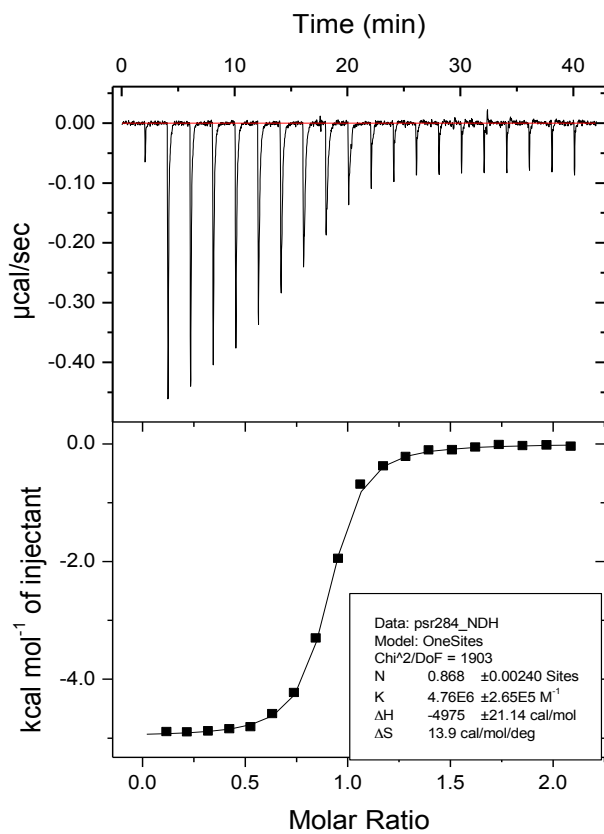 Time (min)
0 10 20 30 40
0.00
-0.10
-0.20
-0.30
-0.40
µcal/sec
0.0
-2.0
-4.0
kcal mol⁻¹ of injectant
Data: psr284_NDH
Model: OneSites
Chi^2/DoF = 1903
N 0.868 ±0.00240 Sites
K 4.76E6 ±2.65E5 M⁻¹
ΔH -4975 ±21.14 cal/mol
ΔS 13.9 cal/mol/deg
0.0 0.5 1.0 1.5 2.0
Molar Ratio